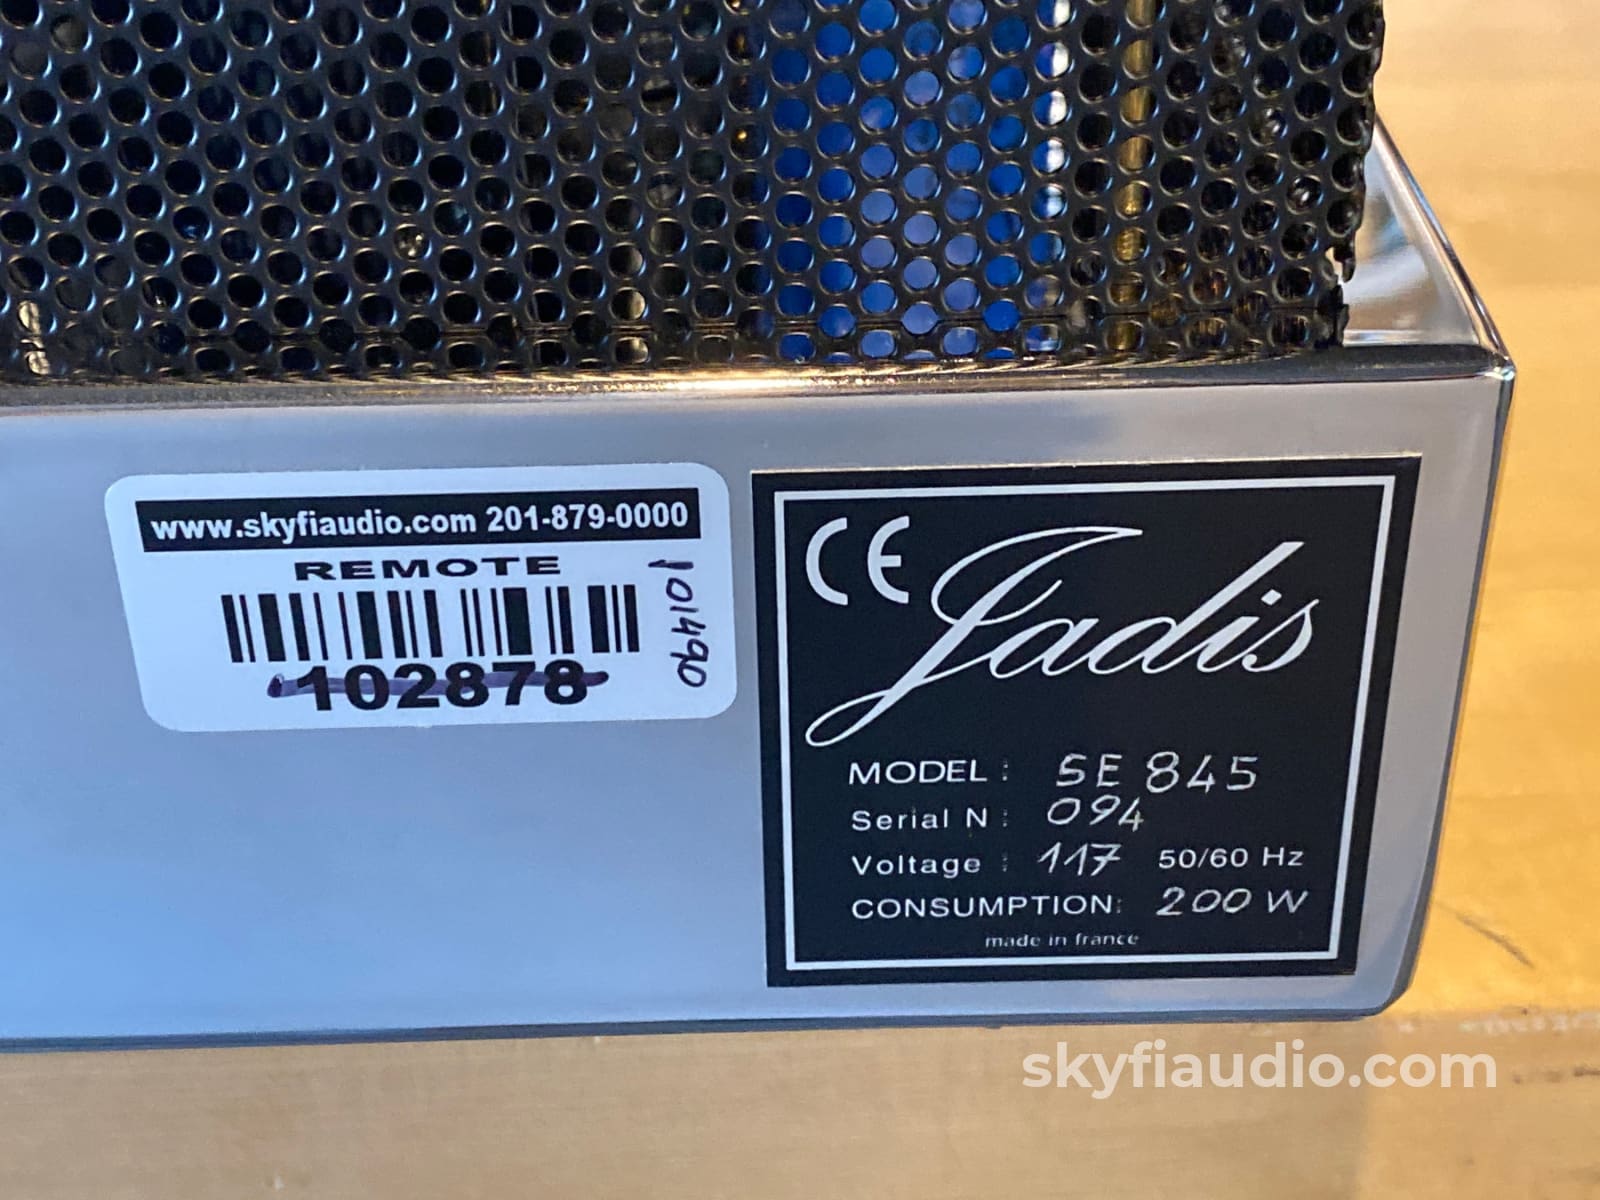 www.skyfiaudio.com 201-879-0000
REMOTE
102878
101490
CE Jadis
MODEL : SE 845
Serial N : 094
Voltage : 117 50/60 Hz
CONSUMPTION: 200 W
made in france
skyfiaudio.com